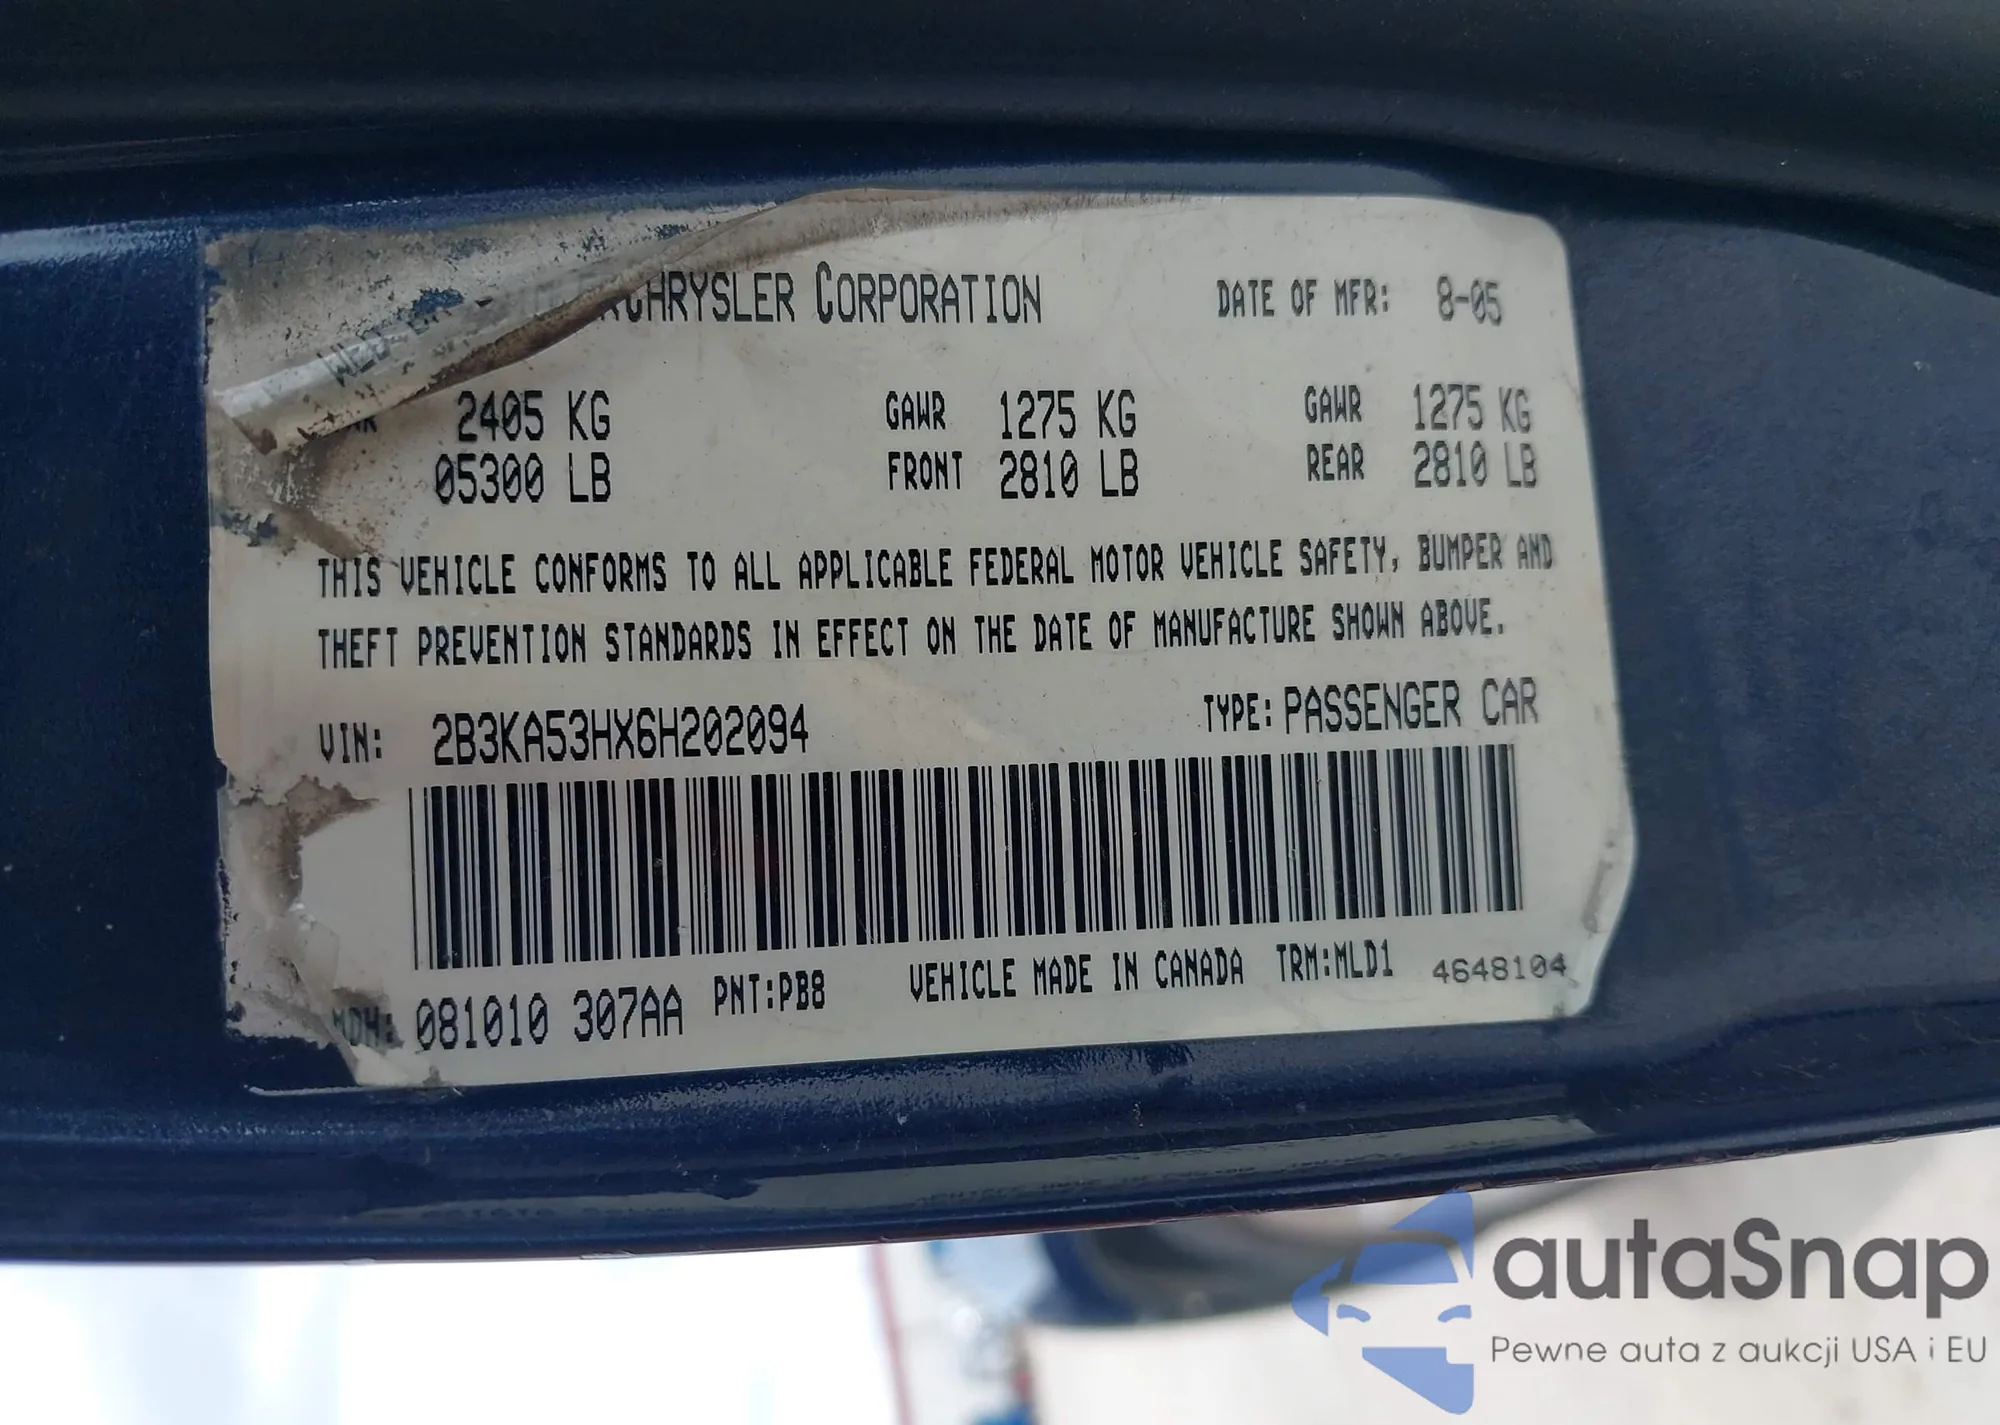 CHRYSLER CORPORATION DATE OF MFR: 8-05
2405 KG GAWR 1275 KG GAWR 1275 KG
05300 LB FRONT 2810 LB REAR 2810 LB
THIS VEHICLE CONFORMS TO ALL APPLICABLE FEDERAL MOTOR VEHICLE SAFETY, BUMPER AND
THEFT PREVENTION STANDARDS IN EFFECT ON THE DATE OF MANUFACTURE SHOWN ABOVE.
VIN: 2B3KA53HX6H202094 TYPE: PASSENGER CAR
MDH: 081010 307AA PNT:PB8 VEHICLE MADE IN CANADA TRM:MLD1 4648104
autaSnap
Pewne auta z aukcji USA i EU